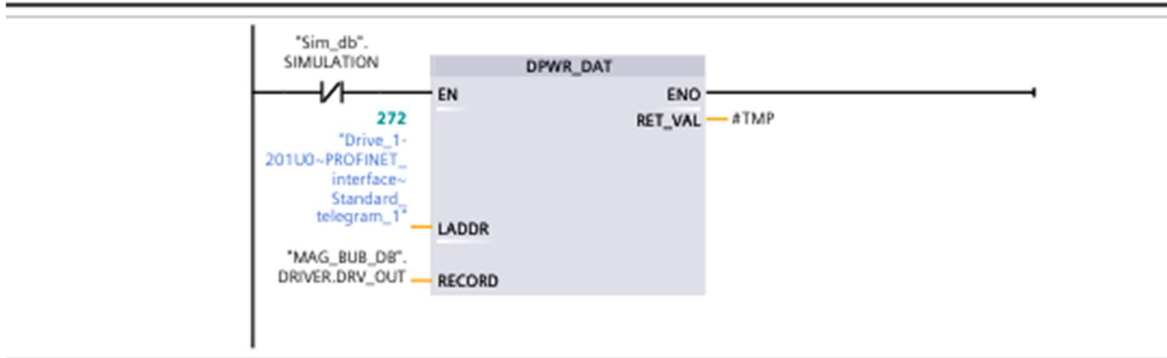 "Sim_db".
SIMULATION
DPWR_DAT
EN
ENO
272
RET_VAL
#TMP
"Drive_1-
201U0~PROFINET_
interface~
Standard_
telegram_1"
LADDR
"MAG_BUB_DB".
DRIVER.DRV_OUT
RECORD